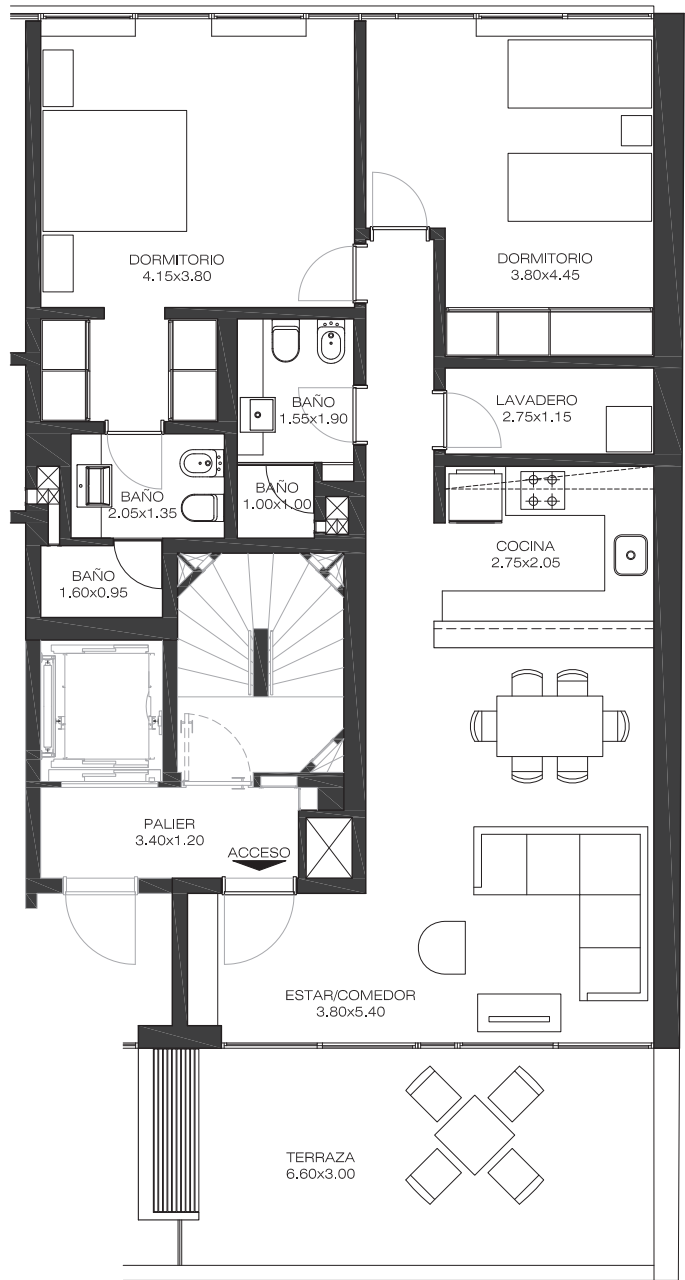 DORMITORIO
4.15x3.80
DORMITORIO
3.80x4.45
BAÑO
1.55x1.90
LAVADERO
2.75x1.15
BAÑO
2.05x1.35
BAÑO
1.00x1.00
COCINA
2.75x2.05
BAÑO
1.60x0.95
PALIER
3.40x1.20
ACCESO
ESTAR/COMEDOR
3.80x5.40
TERRAZA
6.60x3.00